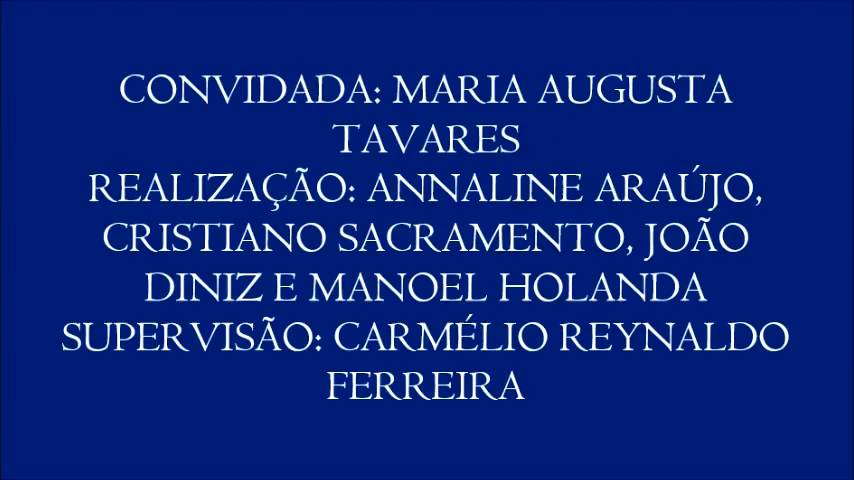 CONVIDADA: MARIA AUGUSTA
TAVARES
REALIZAÇÃO: ANNALINE ARAÚJO,
CRISTIANO SACRAMENTO, JOÃO
DINIZ E MANOEL HOLANDA
SUPERVISÃO: CARMÉLIO REYNALDO
FERREIRA